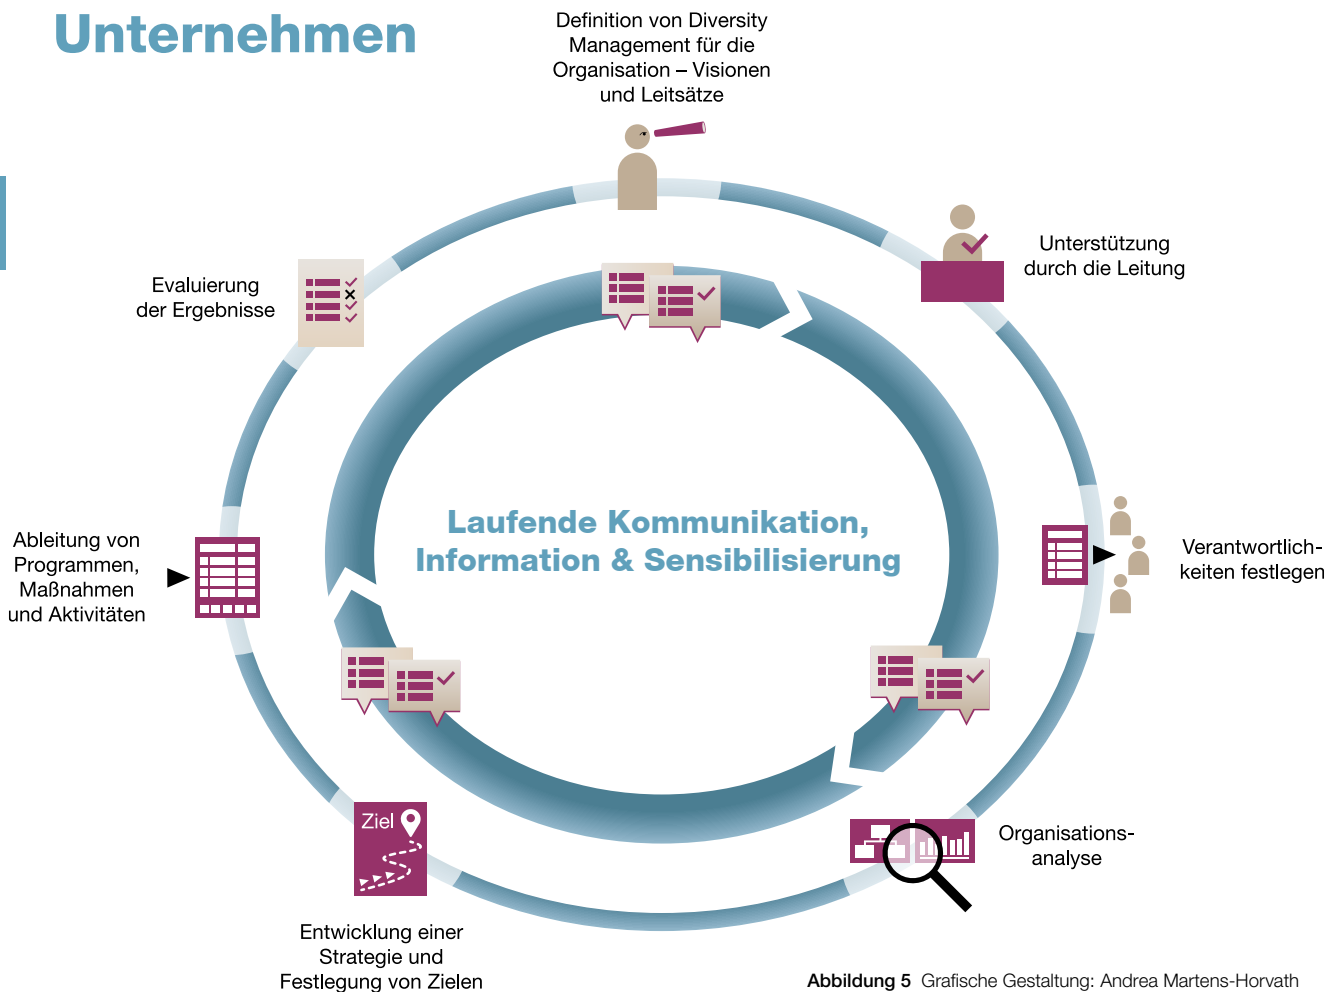 Unternehmen
Definition von Diversity
Management für die
Organisation – Visionen
und Leitsätze
Unterstützung
durch die Leitung
Evaluierung
der Ergebnisse
Laufende Kommunikation,
Information & Sensibilisierung
Ableitung von
Programmen,
Maßnahmen
und Aktivitäten
Verantwortlich-
keiten festlegen
Ziel
Organisations-
analyse
Entwicklung einer
Strategie und
Festlegung von Zielen
Abbildung 5 Grafische Gestaltung: Andrea Martens-Horvath